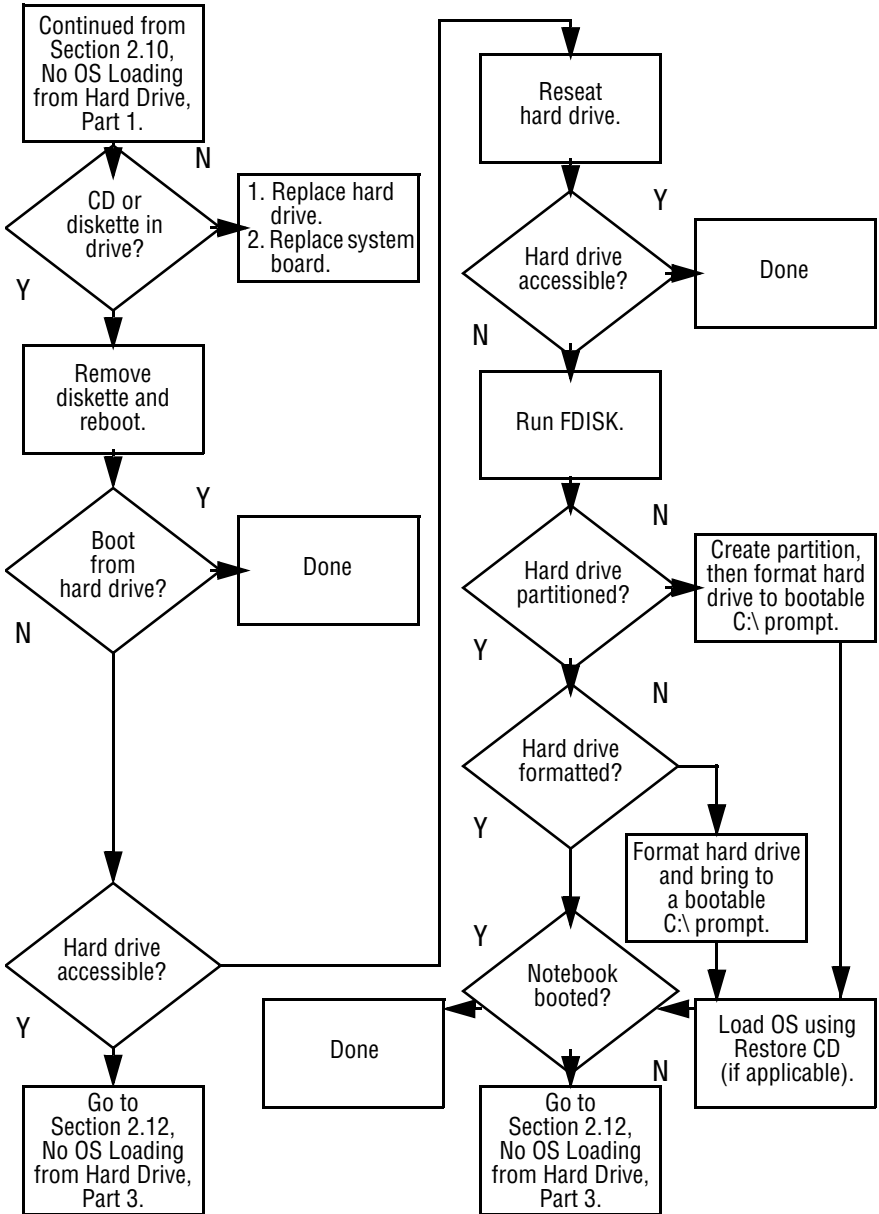 Continued from
Section 2.10,
No OS Loading
from Hard Drive,
Part 1.
N
CD or
diskette in
drive?
1. Replace hard
drive.
2. Replace system
board.
Y
Remove
diskette and
reboot.
Y
Boot
from
hard drive?
Done
N
Hard drive
accessible?
Y
Go to
Section 2.12,
No OS Loading
from Hard Drive,
Part 3.
Reseat
hard drive.
Y
Hard drive
accessible?
Done
N
Run FDISK.
N
Hard drive
partitioned?
Create partition,
then format hard
drive to bootable
C:\ prompt.
Y
N
Hard drive
formatted?
Y
Format hard drive
and bring to
a bootable
C:\ prompt.
Y
Notebook
booted?
Done
Load OS using
Restore CD
(if applicable).
N
Go to
Section 2.12,
No OS Loading
from Hard Drive,
Part 3.